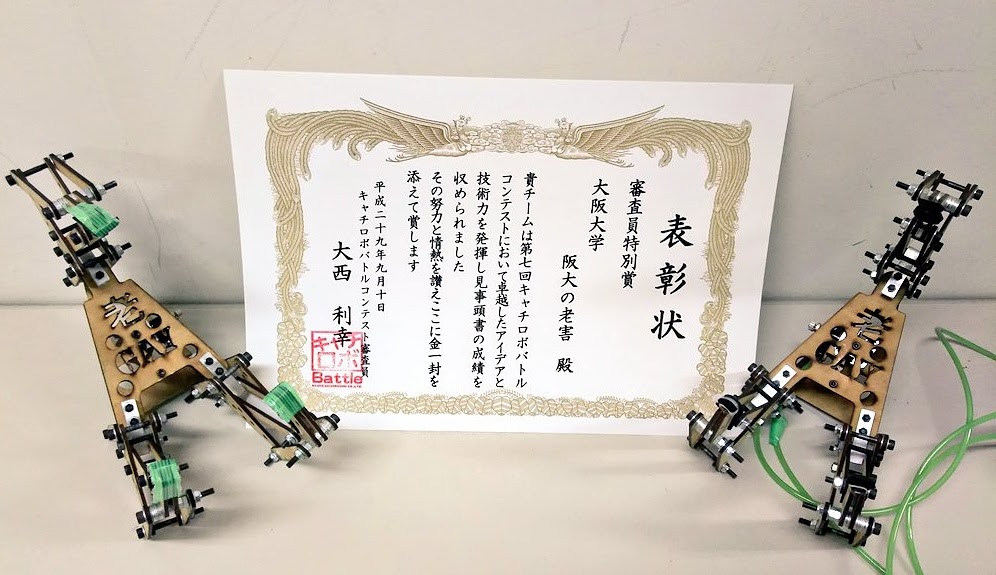 表彰状
審査員特別賞
大阪大学
阪大の老害 殿
貴チームは第七回キャチロボバトル
コンテストにおいて卓越したアイデアと
技術力を発揮し見事頭書の成績を
収められました
その努力と情熱を讃えここに金一封を
添えて賞します
平成二十九年九月十日
キャチロボバトルコンテスト審査員
大西 利幸
キャチ
ロボ
Battle
老
GAY
老
GAY